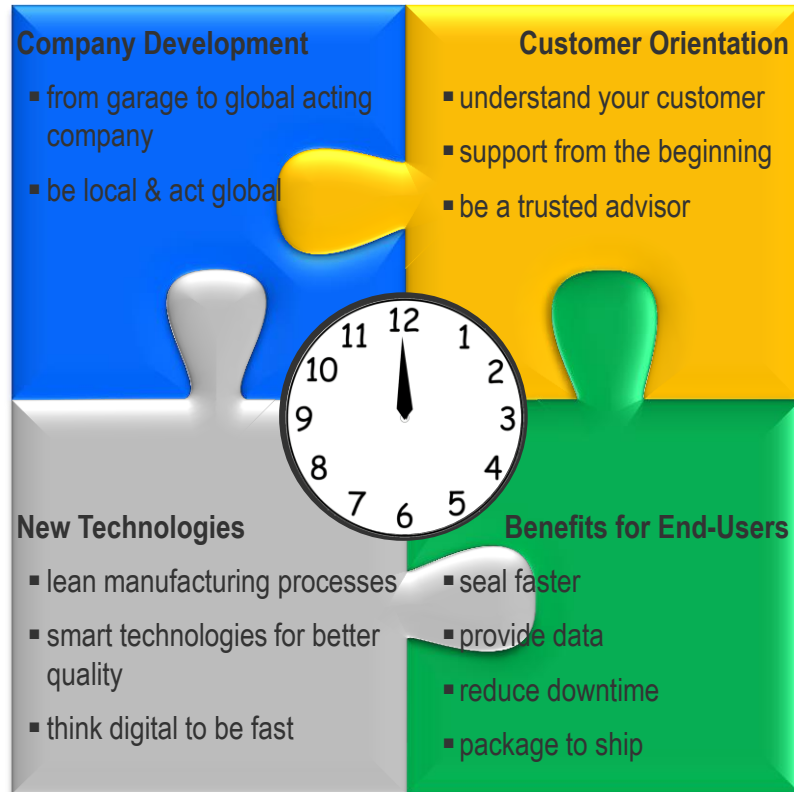 Company Development
▪ from garage to global acting
company
▪ be local & act global
Customer Orientation
▪ understand your customer
▪ support from the beginning
▪ be a trusted advisor
12
1
2
3
4
5
6
7
8
9
10
11
New Technologies
▪ lean manufacturing processes
▪ smart technologies for better
quality
▪ think digital to be fast
Benefits for End-Users
▪ seal faster
▪ provide data
▪ reduce downtime
▪ package to ship